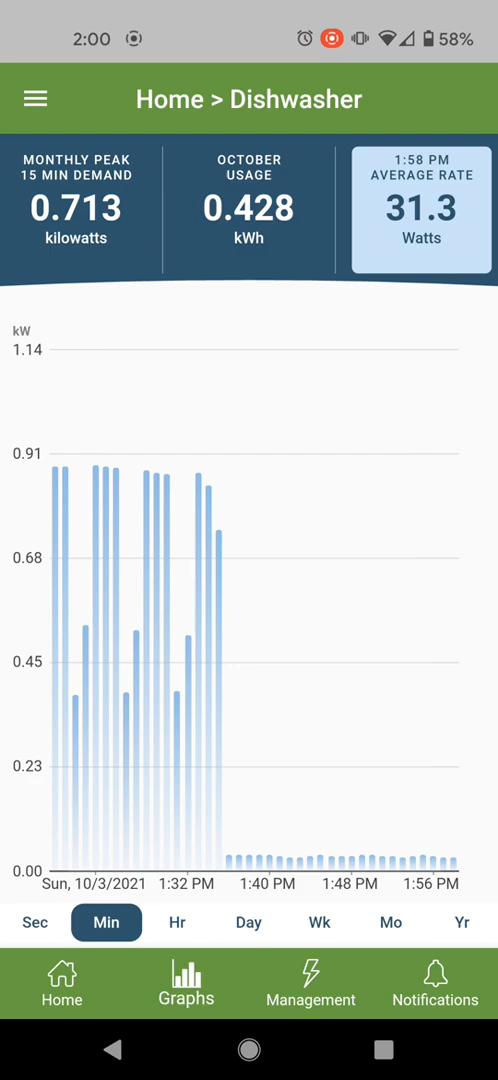 2:00
58%
Home > Dishwasher
MONTHLY PEAK
15 MIN DEMAND
0.713
kilowatts
OCTOBER
USAGE
0.428
kWh
1:58 PM
AVERAGE RATE
31.3
Watts
kW
1.14
0.91
0.68
0.45
0.23
0.00
Sun, 10/3/2021 1:32 PM 1:40 PM 1:48 PM 1:56 PM
Sec Min Hr Day Wk Mo Yr
Home Graphs Management Notifications